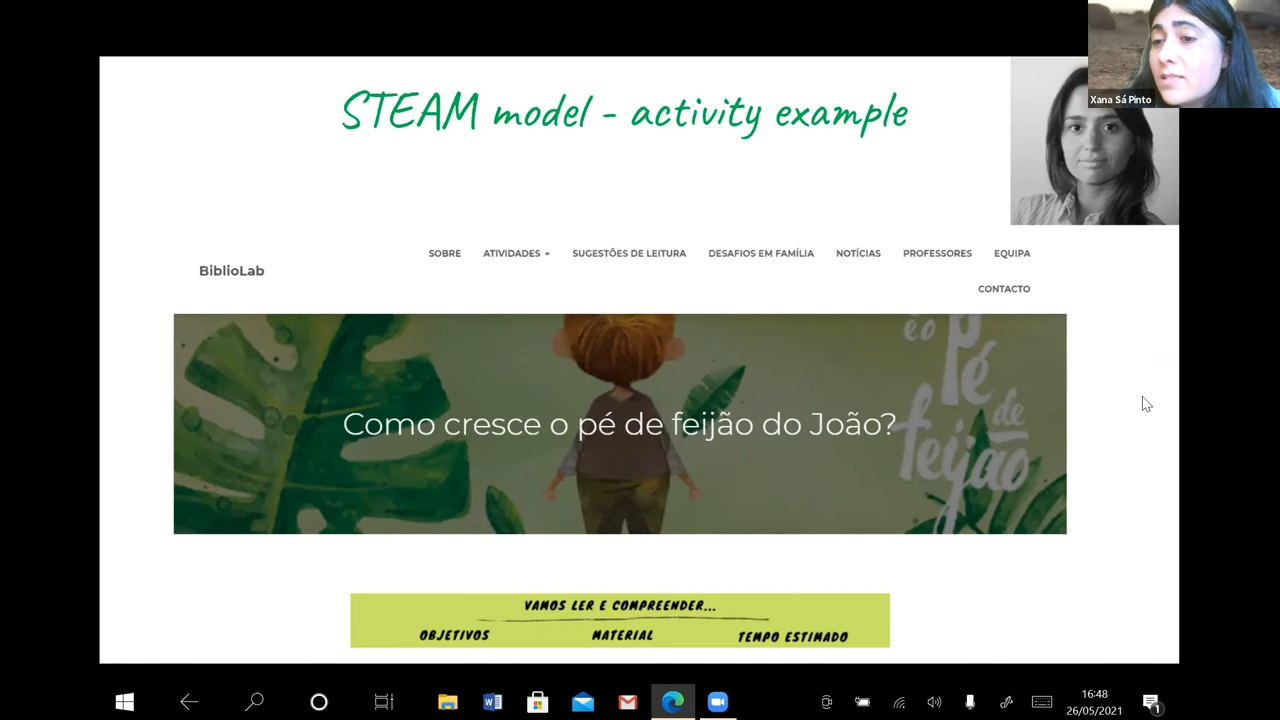 Xana Sá Pinto
STEAM model - activity example
SOBRE ATIVIDADES SUGESTÕES DE LEITURA DESAFIOS EM FAMÍLIA NOTÍCIAS PROFESSORES EQUIPA
BiblioLab
CONTACTO
é o Pé de feijão
Como cresce o pé de feijão do João?
VAMOS LER E COMPREENDER...
OBJETIVOS MATERIAL TEMPO ESTIMADO
16:48
26/05/2021
1